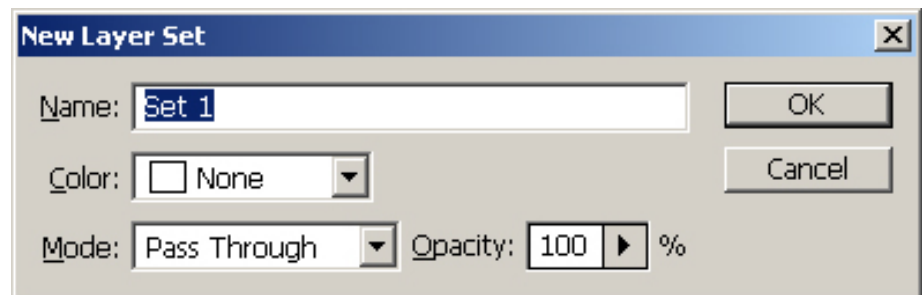 New Layer Set
Name: Set 1 OK
Color: None Cancel
Mode: Pass Through Opacity: 100 %